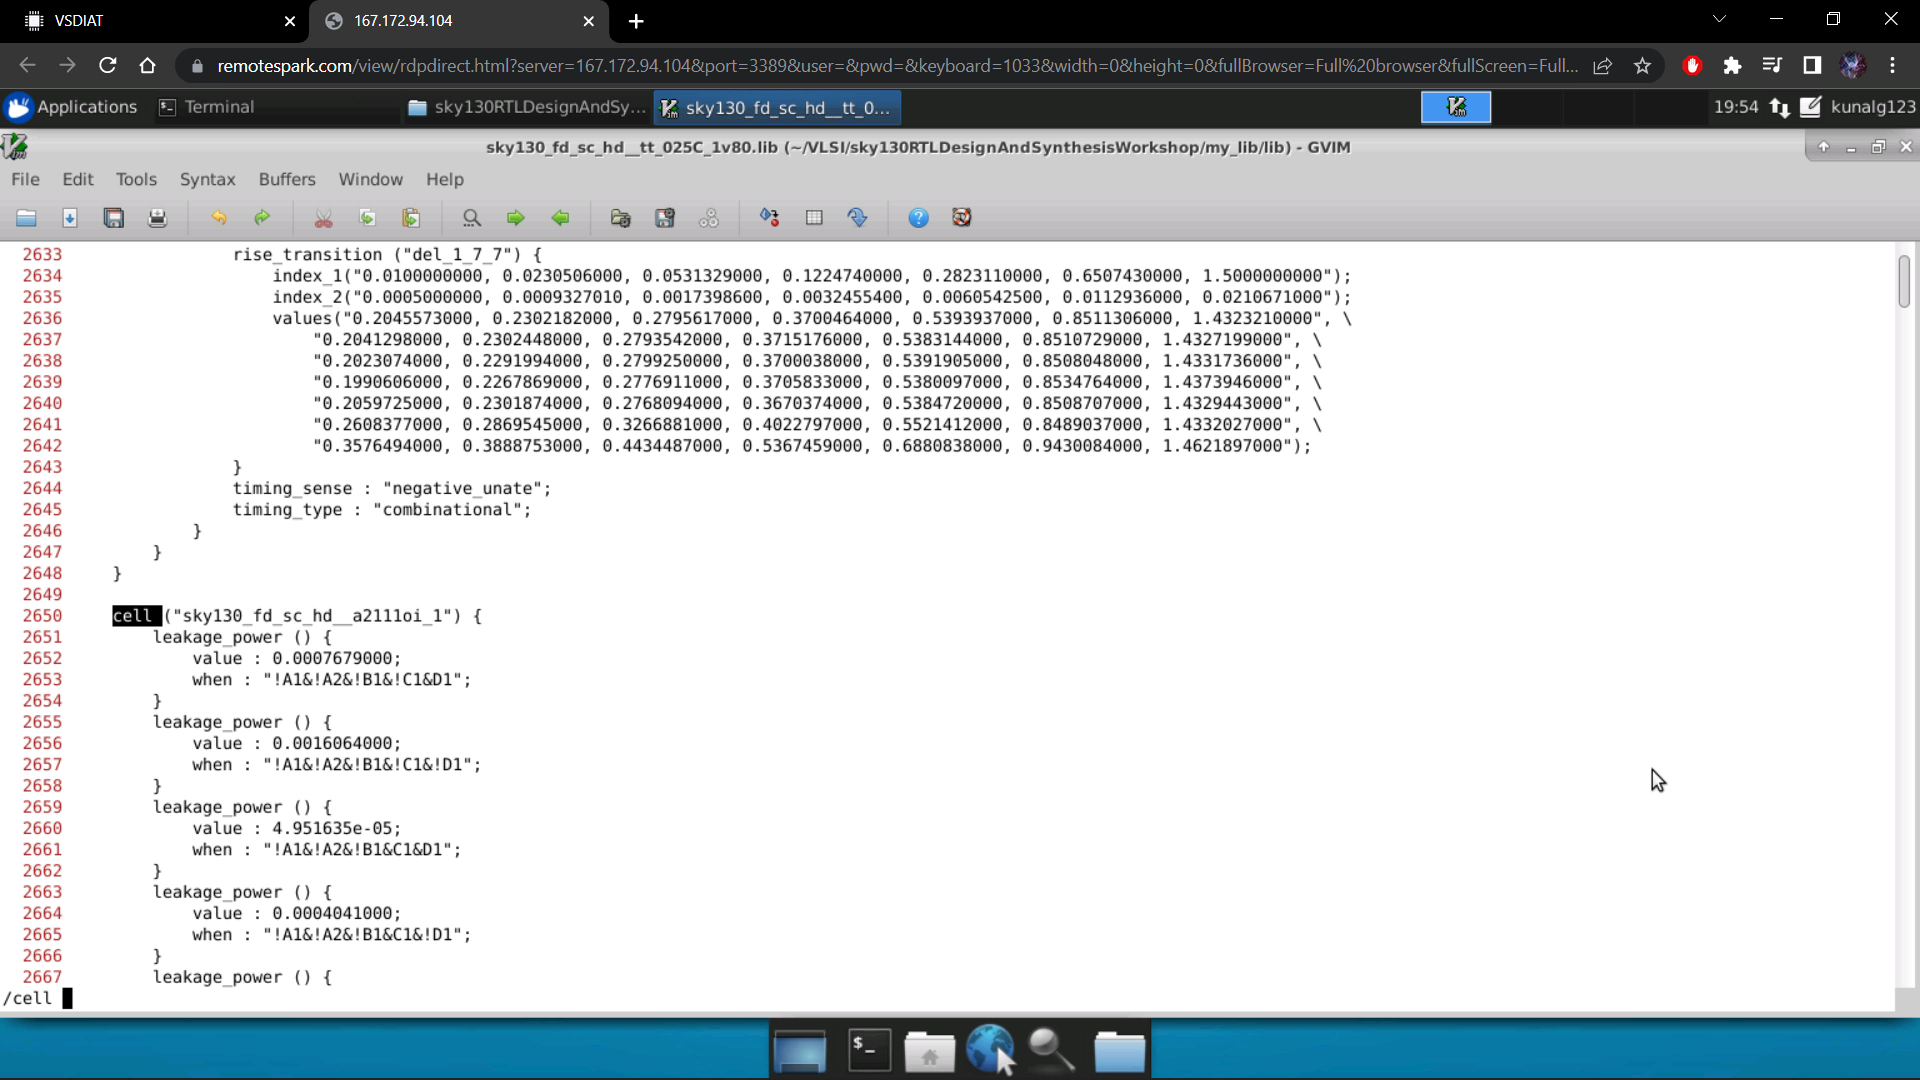 VSDIAT
167.172.94.104
remotespark.com/view/rdpdirect.html?server=167.172.94.104&port=3389&user=&pwd=&keyboard=1033&width=0&height=0&fullBrowser=Full%20browser&fullScreen=Full...
Applications
Terminal
sky130RTLDesignAndSy...
sky130_fd_sc_hd__tt_0...
19:54
kunalg123
sky130_fd_sc_hd__tt_025C_1v80.lib (~/VLSI/sky130RTLDesignAndSynthesisWorkshop/my_lib/lib) - GVIM
File Edit Tools Syntax Buffers Window Help
2633 rise_transition ("del_1_7_7") {
2634 index_1("0.0100000000, 0.0230506000, 0.0531329000, 0.1224740000, 0.2823110000, 0.6507430000, 1.5000000000");
2635 index_2("0.0005000000, 0.0009327010, 0.0017398600, 0.0032455400, 0.0060542500, 0.0112936000, 0.0210671000");
2636 values("0.2045573000, 0.2302182000, 0.2795617000, 0.3700464000, 0.5393937000, 0.8511306000, 1.4323210000", \
2637 "0.2041298000, 0.2302448000, 0.2793542000, 0.3715176000, 0.5383144000, 0.8510729000, 1.4327199000", \
2638 "0.2023074000, 0.2291994000, 0.2799250000, 0.3700038000, 0.5391905000, 0.8508048000, 1.4331736000", \
2639 "0.1990606000, 0.2267869000, 0.2776911000, 0.3705833000, 0.5380097000, 0.8534764000, 1.4373946000", \
2640 "0.2059725000, 0.2301874000, 0.2768094000, 0.3670374000, 0.5384720000, 0.8508707000, 1.4329443000", \
2641 "0.2608377000, 0.2869545000, 0.3266881000, 0.4022797000, 0.5521412000, 0.8489037000, 1.4332027000", \
2642 "0.3576494000, 0.3888753000, 0.4434487000, 0.5367459000, 0.6880838000, 0.9430084000, 1.4621897000");
2643 }
2644 timing_sense : "negative_unate";
2645 timing_type : "combinational";
2646 }
2647 }
2648 }
2649
2650 cell ("sky130_fd_sc_hd__a2111oi_1") {
2651 leakage_power () {
2652 value : 0.0007679000;
2653 when : "!A1&!A2&!B1&!C1&D1";
2654 }
2655 leakage_power () {
2656 value : 0.0016064000;
2657 when : "!A1&!A2&!B1&!C1&!D1";
2658 }
2659 leakage_power () {
2660 value : 4.951635e-05;
2661 when : "!A1&!A2&!B1&C1&D1";
2662 }
2663 leakage_power () {
2664 value : 0.0004041000;
2665 when : "!A1&!A2&!B1&C1&!D1";
2666 }
2667 leakage_power () {
/cell